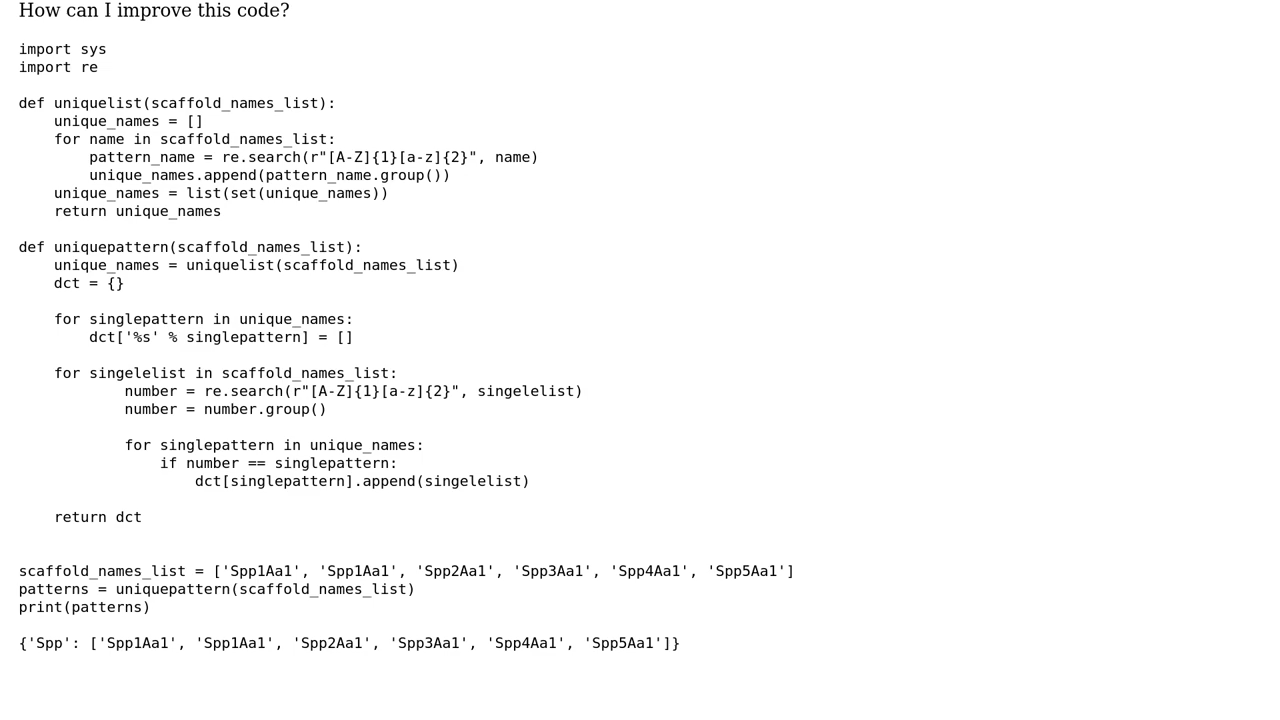 How can I improve this code?
import sys
import re
def uniquelist(scaffold_names_list):
    unique_names = []
    for name in scaffold_names_list:
        pattern_name = re.search(r"[A-Z]{1}[a-z]{2}", name)
        unique_names.append(pattern_name.group())
    unique_names = list(set(unique_names))
    return unique_names
def uniquepattern(scaffold_names_list):
    unique_names = uniquelist(scaffold_names_list)
    dct = {}
    for singlepattern in unique_names:
        dct['%s' % singlepattern] = []
    for singelelist in scaffold_names_list:
            number = re.search(r"[A-Z]{1}[a-z]{2}", singelelist)
            number = number.group()
            for singlepattern in unique_names:
                if number == singlepattern:
                    dct[singlepattern].append(singelelist)
    return dct
scaffold_names_list = ['Spp1Aa1', 'Spp1Aa1', 'Spp2Aa1', 'Spp3Aa1', 'Spp4Aa1', 'Spp5Aa1']
patterns = uniquepattern(scaffold_names_list)
print(patterns)
{'Spp': ['Spp1Aa1', 'Spp1Aa1', 'Spp2Aa1', 'Spp3Aa1', 'Spp4Aa1', 'Spp5Aa1']}